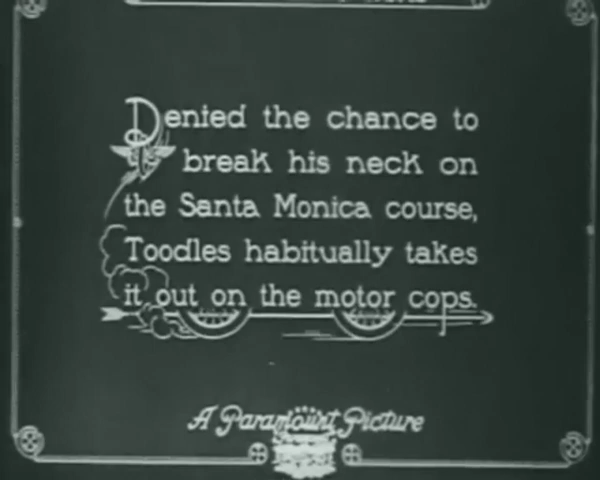 Denied the chance to
break his neck on
the Santa Monica course,
Toodles habitually takes
it out on the motor cops.
A Paramount Picture